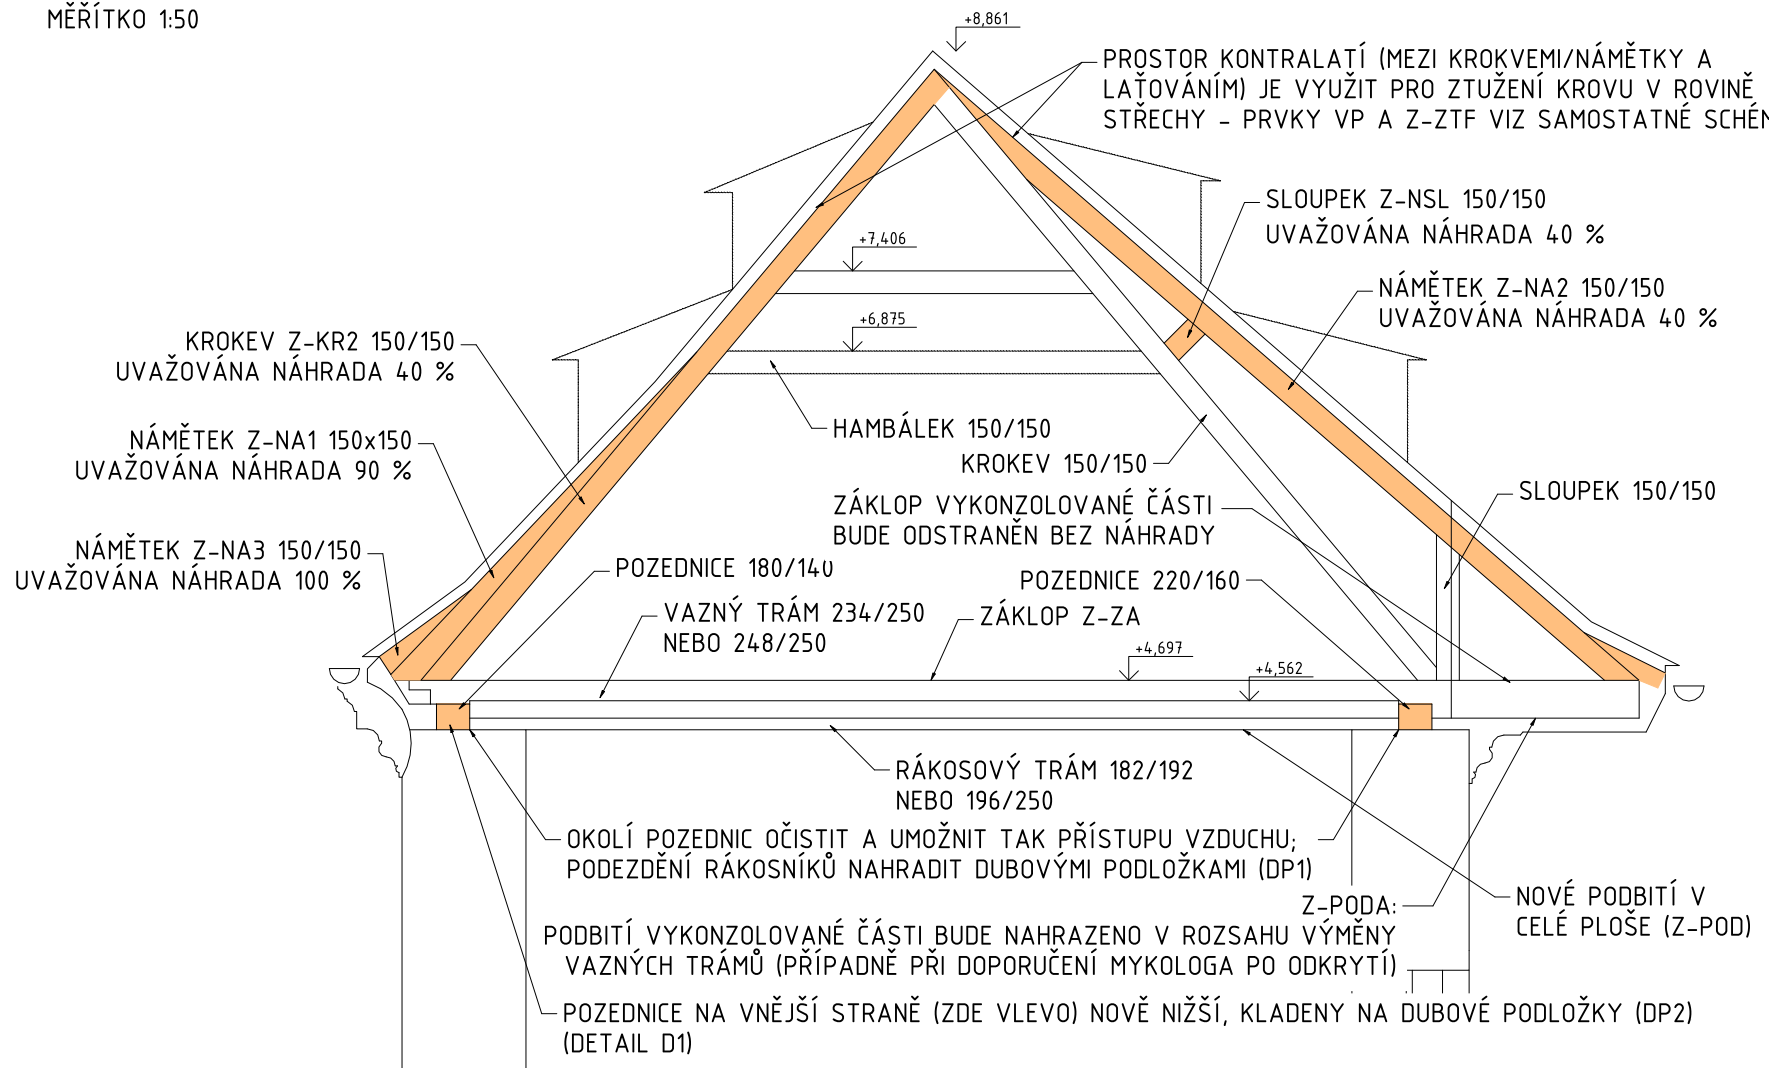 MĚŘÍTKO 1:50
+8,861
PROSTOR KONTRALATÍ (MEZI KROKVEMI/NÁMĚTKY A
LAŤOVÁNÍM) JE VYUŽIT PRO ZTUŽENÍ KROVU V ROVINĚ
STŘECHY - PRVKY VP A Z-ZTF VIZ SAMOSTATNÉ
SLOUPEK Z-NSL 150/150
UVAŽOVÁNA NÁHRADA 40 %
+7,406
NÁMĚTEK Z-NA2 150/150
UVAŽOVÁNA NÁHRADA 40 %
+6,875
KROKEV Z-KR2 150/150
UVAŽOVÁNA NÁHRADA 40 %
HAMBÁLEK 150/150
NÁMĚTEK Z-NA1 150x150
UVAŽOVÁNA NÁHRADA 90 %
KROKEV 150/150
SLOUPEK 150/150
ZÁKLOP VYKONZOLOVANÉ ČÁSTI
BUDE ODSTRANĚN BEZ NÁHRADY
NÁMĚTEK Z-NA3 150/150
UVAŽOVÁNA NÁHRADA 100 %
POZEDNICE 180/140
POZEDNICE 220/160
VAZNÝ TRÁM 234/250
NEBO 248/250
ZÁKLOP Z-ZA
+4,697
+4,562
RÁKOSOVÝ TRÁM 182/192
NEBO 196/250
OKOLÍ POZEDNIC OČISTIT A UMOŽNIT TAK PŘÍSTUPU VZDUCHU;
PODEZDĚNÍ RÁKOSNÍKŮ NAHRADIT DUBOVÝMI PODLOŽKAMI (DP1)
NOVÉ PODBITÍ V
CELÉ PLOŠE (Z-POD)
Z-PODA:
PODBITÍ VYKONZOLOVANÉ ČÁSTI BUDE NAHRAZENO V ROZSAHU VÝMĚNY
VAZNÝCH TRÁMŮ (PŘÍPADNĚ PŘI DOPORUČENÍ MYKOLOGA PO ODKRYTÍ)
POZEDNICE NA VNĚJŠÍ STRANĚ (ZDE VLEVO) NOVĚ NIŽŠÍ, KLADENY NA DUBOVÉ PODLOŽKY (DP2)
(DETAIL D1)